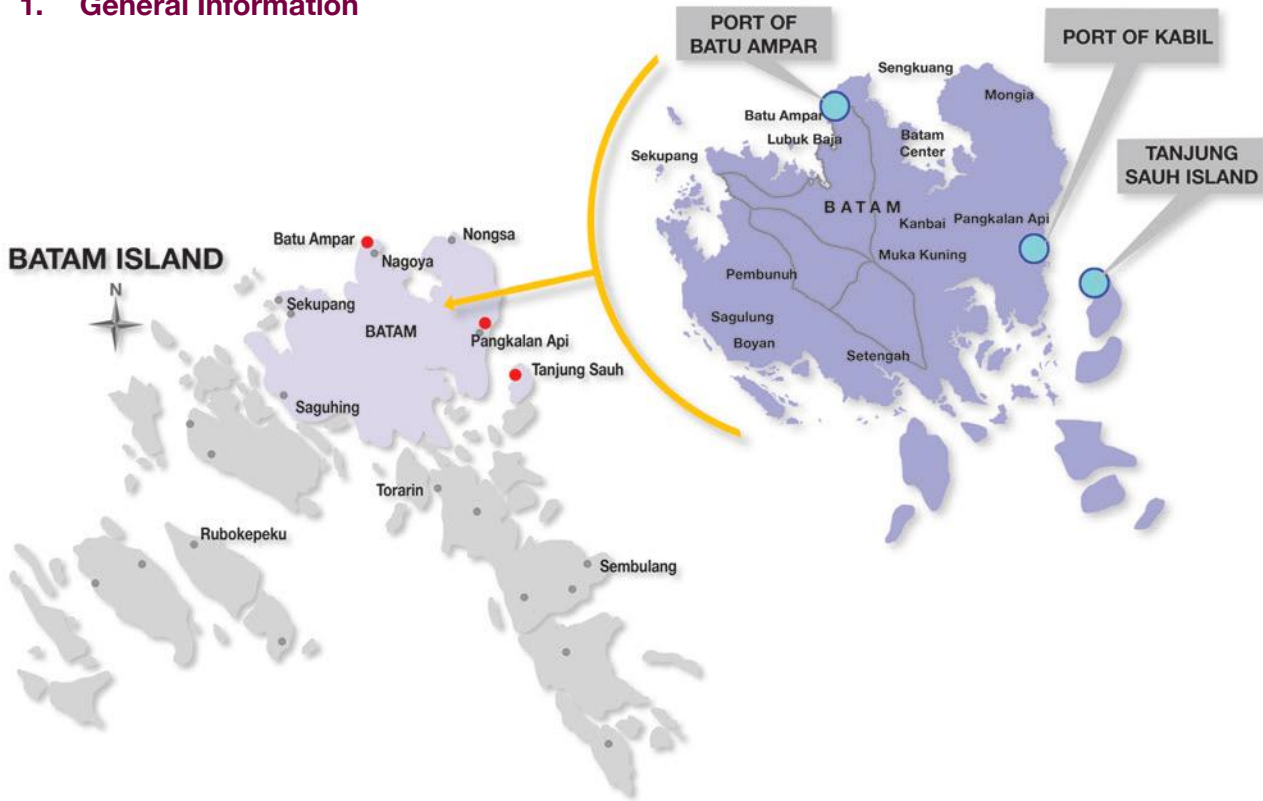 1. General Information
PORT OF
BATU AMPAR
PORT OF KABIL
TANJUNG
SAUH ISLAND
Sengkuang
Mongia
Batu Ampar
Lubuk Baja
Batam
Center
Sekupang
BATAM
Kanbai
Pangkalan Api
Muka Kuning
Pembunuh
Sagulung
Boyan
Setengah
BATAM ISLAND
N
Batu Ampar
Nongsa
Nagoya
Sekupang
BATAM
Pangkalan Api
Tanjung Sauh
Saguhing
Torarin
Rubokepeku
Sembulang